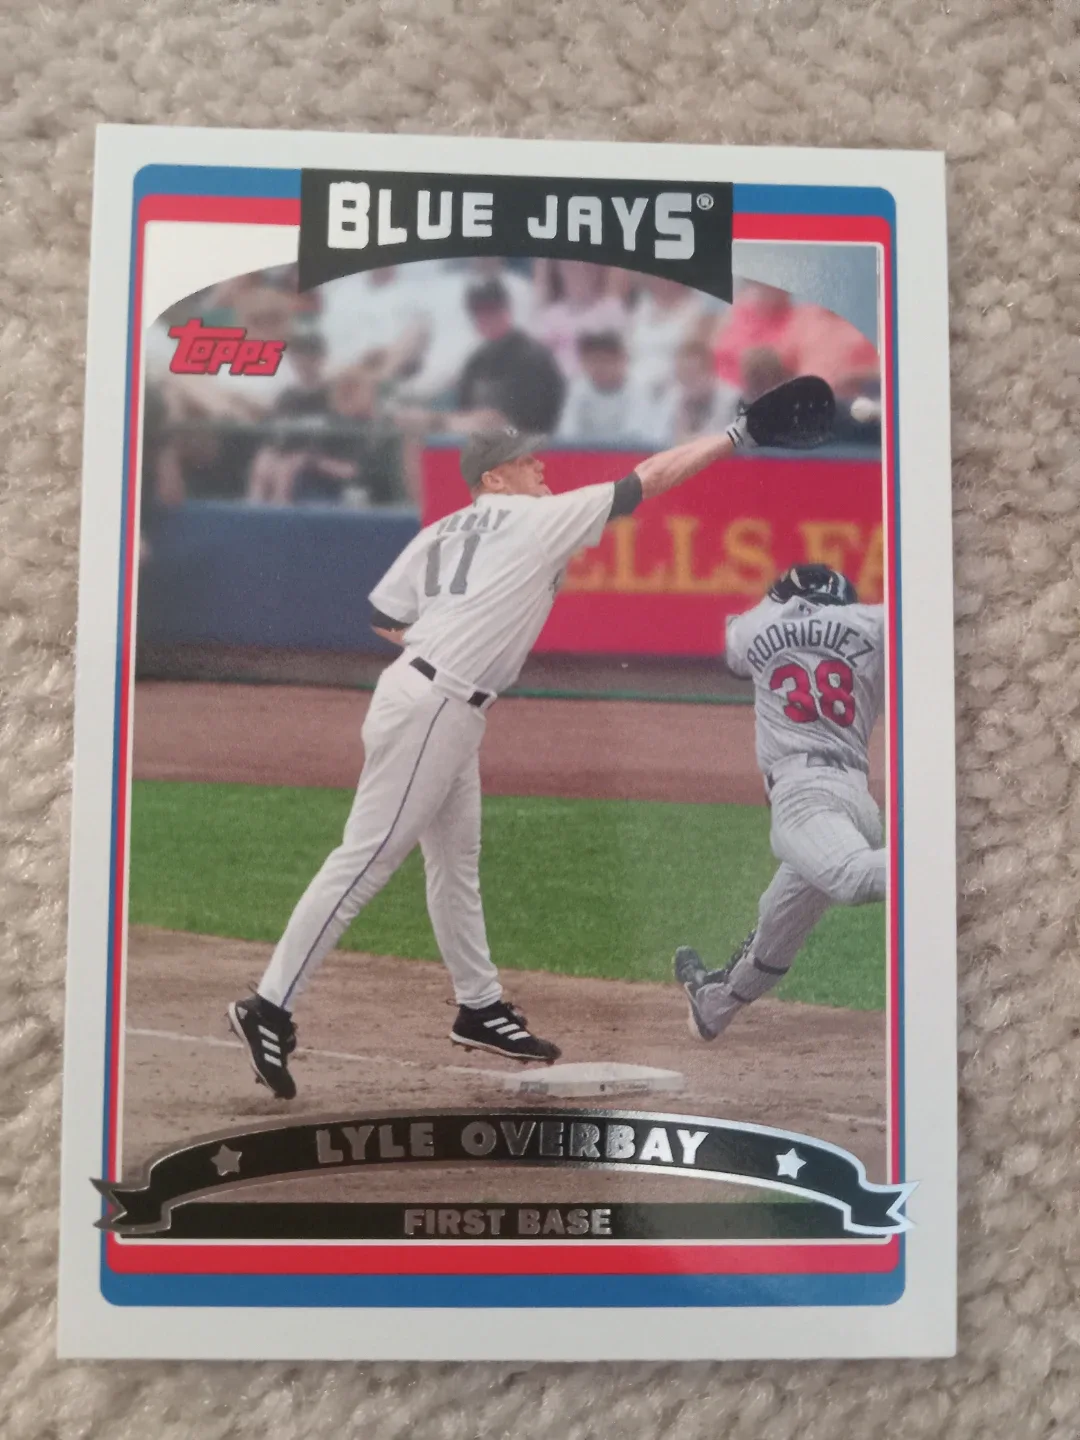 BLUE JAYS®
Topps
ERBAY
11
ELLS FA
RODRIGUEZ
38
LYLE OVERBAY
FIRST BASE